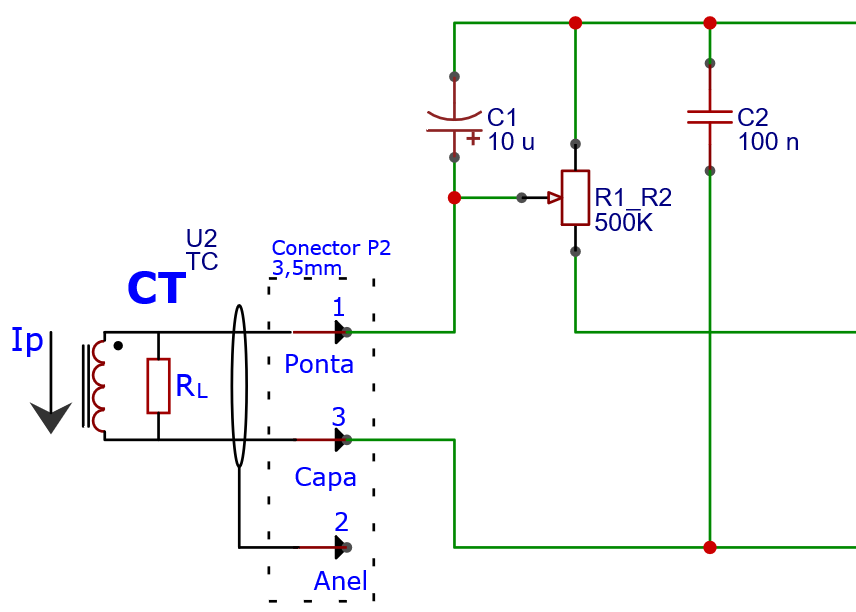 C1
10 u
C2
100 n
R1_R2
500K
U2
TC
CT
Conector P2
3,5mm
1
Ip
Ponta
RL
3
Capa
2
Anel